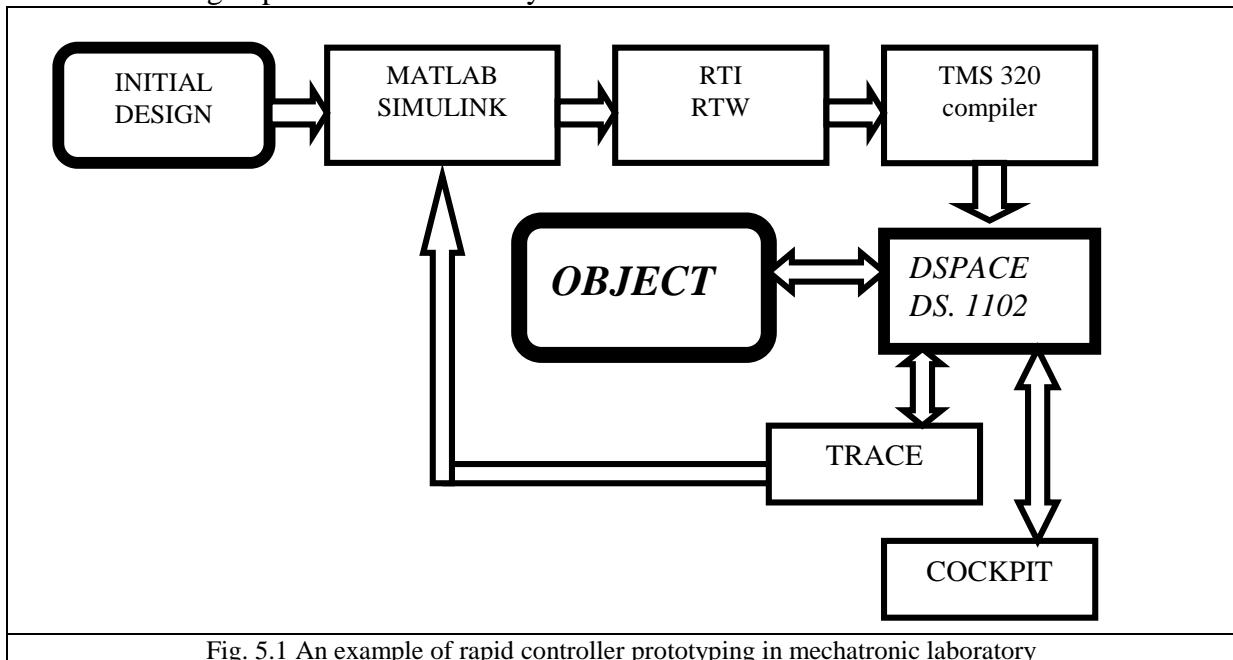 INITIAL
DESIGN
MATLAB
SIMULINK
RTI
RTW
TMS 320
compiler
OBJECT
DSPACE
DS. 1102
TRACE
COCKPIT
Fig. 5.1 An example of rapid controller prototyping in mechatronic laboratory